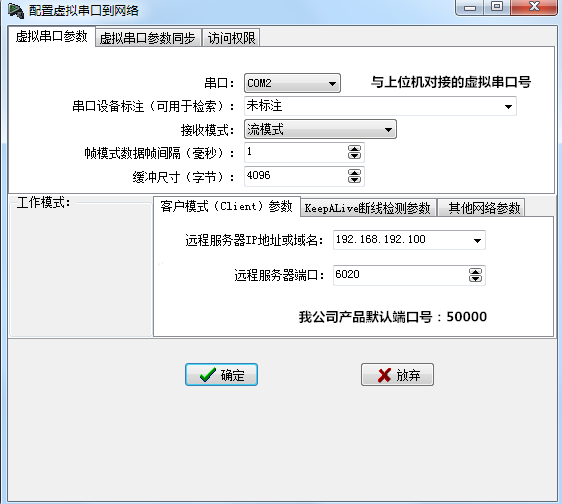 配置虚拟串口到网络
虚拟串口参数 虚拟串口参数同步 访问权限
串口: COM2 与上位机对接的虚拟串口号
串口设备标注（可用于检索）: 未标注
接收模式: 流模式
帧模式数据帧间隔（毫秒）: 1
缓冲尺寸（字节）: 4096
工作模式:
客户模式（Client）参数 KeepALive断线检测参数 其他网络参数
远程服务器IP地址或域名: 192.168.192.100
远程服务器端口: 6020
我公司产品默认端口号：50000
确定 放弃